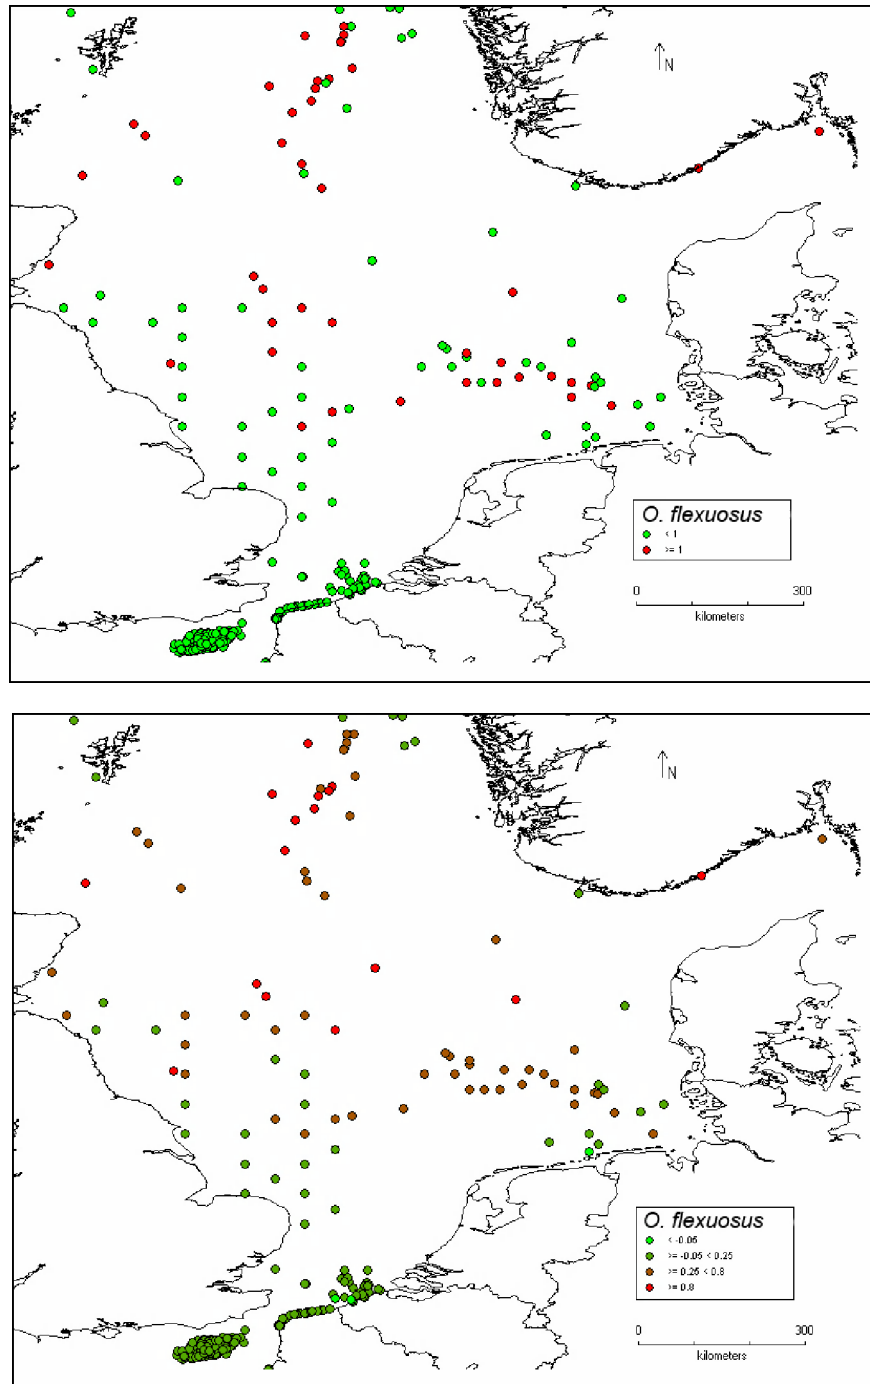 N
O. flexuosus
< 1
>= 1
0 300
kilometers
N
O. flexuosus
< -0.05
>= -0.05 < 0.25
>= 0.25 < 0.8
>= 0.8
0 300
kilometers